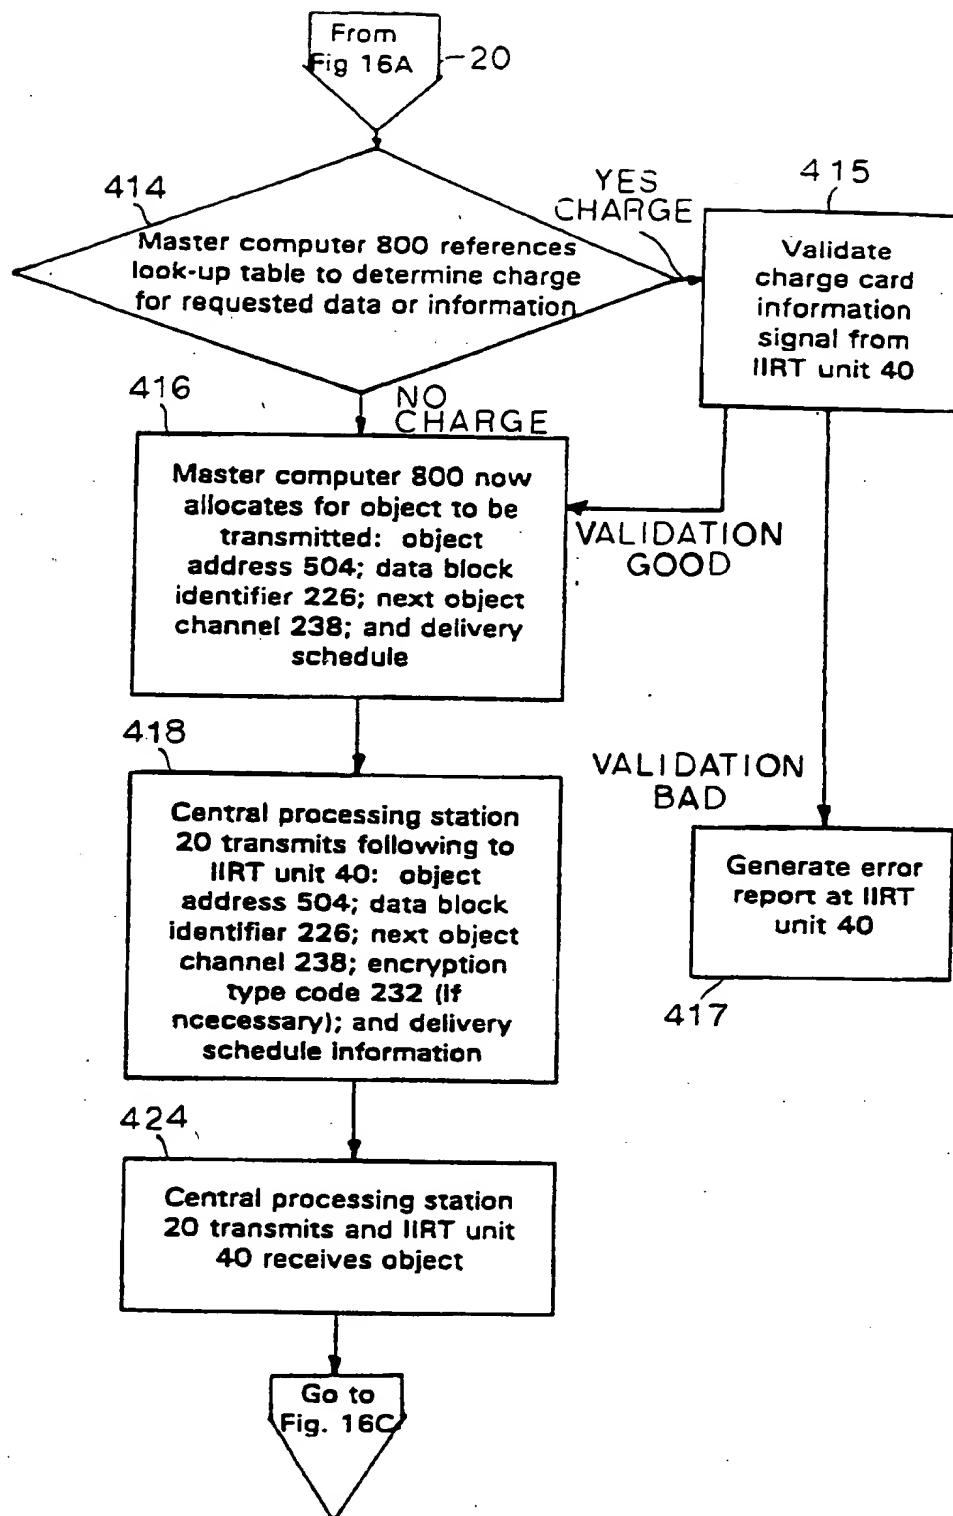 From
Fig 16A
20
414
Master computer 800 references
look-up table to determine charge
for requested data or information
YES
CHARGE
415
Validate
charge card
information
signal from
IIRT unit 40
NO
CHARGE
416
Master computer 800 now
allocates for object to be
transmitted: object
address 504; data block
identifier 226; next object
channel 238; and delivery
schedule
VALIDATION
GOOD
VALIDATION
BAD
418
Central processing station
20 transmits following to
IIRT unit 40: object
address 504; data block
identifier 226; next object
channel 238; encryption
type code 232 (if
ncecessary); and delivery
schedule information
Generate error
report at IIRT
unit 40
417
424
Central processing station
20 transmits and IIRT unit
40 receives object
Go to
Fig. 16C